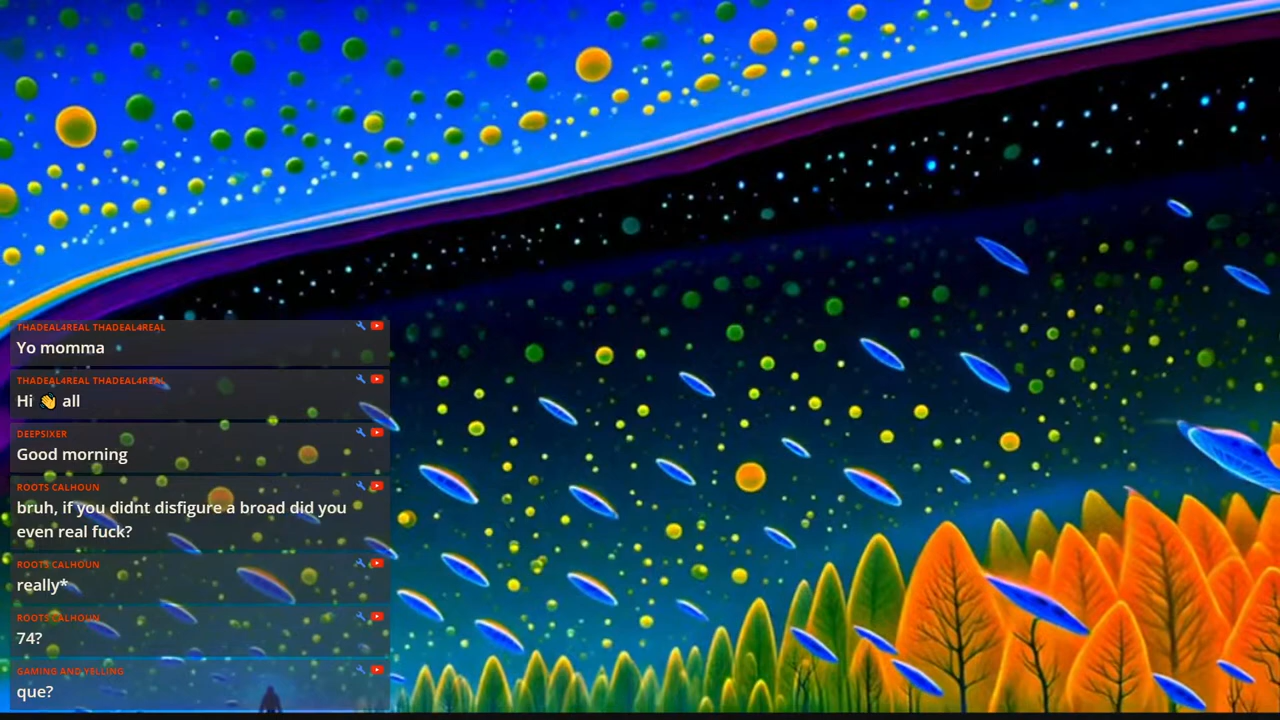 THADEAL4REAL THADEAL4REAL
Yo momma
THADEAL4REAL THADEAL4REAL
Hi 👋 all
DEEPSIXER
Good morning
ROOTS CALHOUN
bruh, if you didnt disfigure a broad did you
even real fuck?
ROOTS CALHOUN
really*
ROOTS CALHOUN
74?
GAMING AND YELLING
que?